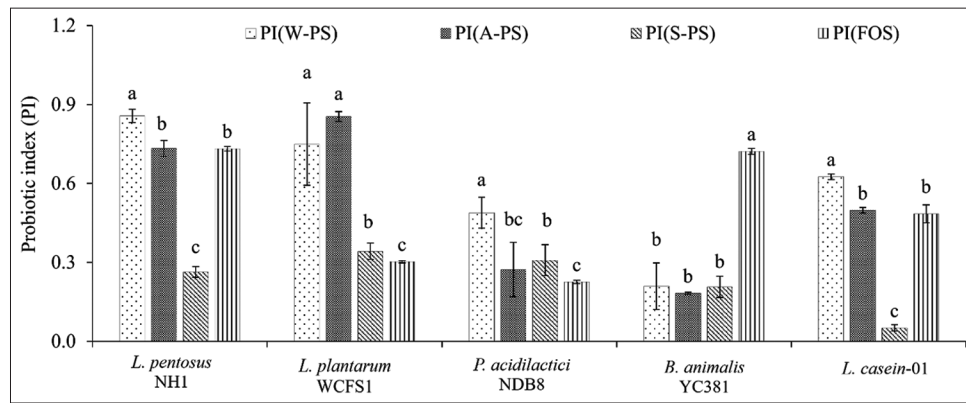 PI(W-PS) PI(A-PS) PI(S-PS) PI(FOS)
Probiotic index (PI)
1.2
0.9
0.6
0.3
0.0
a b c b
a a b c
a bc b c
b b b a
a b c b
L. pentosus
NH1
L. plantarum
WCFS1
P. acidilactici
NDB8
B. animalis
YC381
L. casein-01